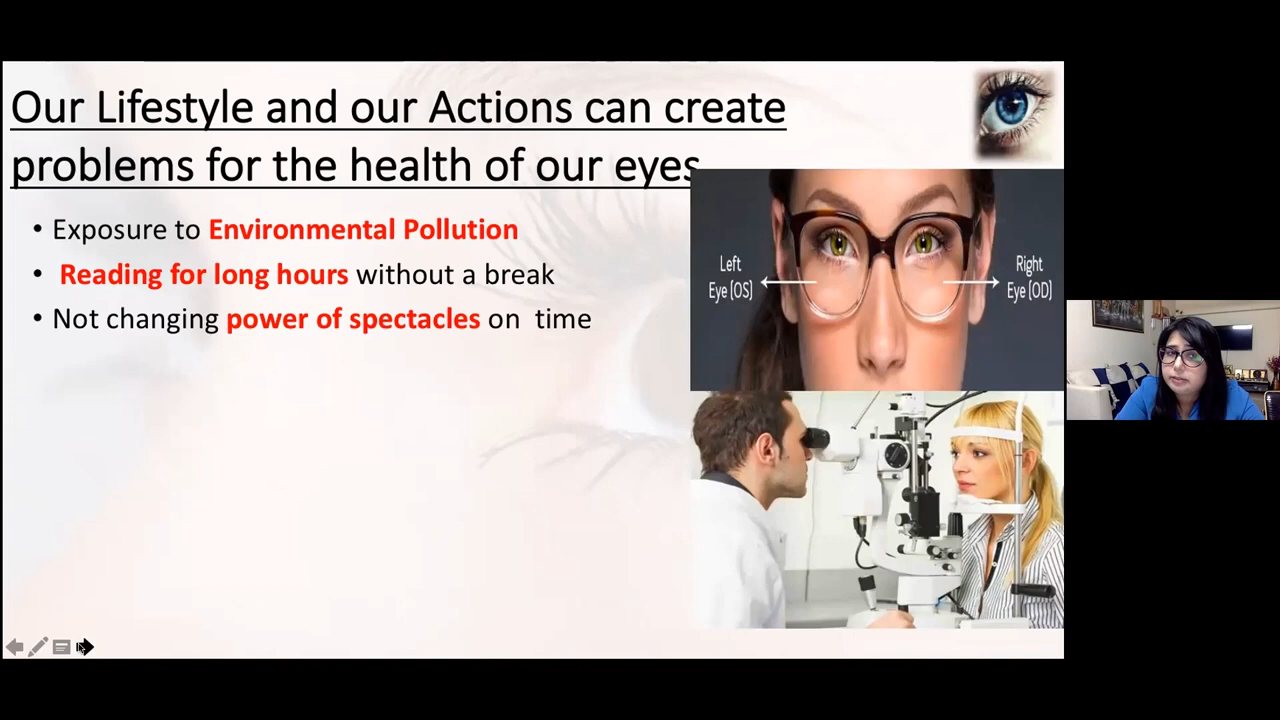 Our Lifestyle and our Actions can create
problems for the health of our eyes
• Exposure to Environmental Pollution
• Reading for long hours without a break
• Not changing power of spectacles on time
Left
Eye [OS]
Right
Eye [OD]